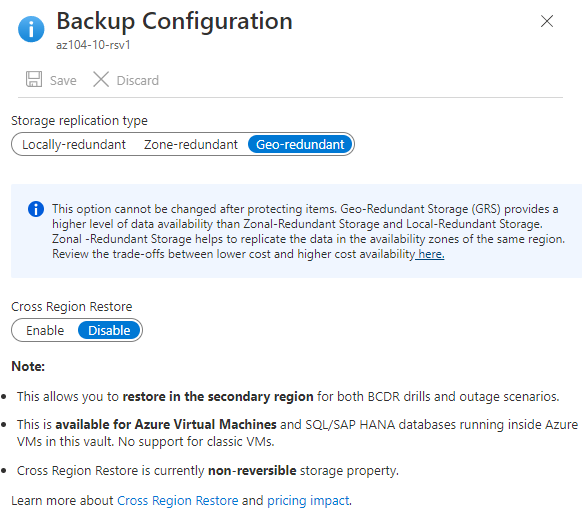 Backup Configuration
az104-10-rsv1
Save Discard
Storage replication type
Locally-redundant Zone-redundant Geo-redundant
This option cannot be changed after protecting items. Geo-Redundant Storage (GRS) provides a
higher level of data availability than Zonal-Redundant Storage and Local-Redundant Storage.
Zonal -Redundant Storage helps to replicate the data in the availability zones of the same region.
Review the trade-offs between lower cost and higher cost availability here.
Cross Region Restore
Enable Disable
Note:
• This allows you to restore in the secondary region for both BCDR drills and outage scenarios.
• This is available for Azure Virtual Machines and SQL/SAP HANA databases running inside Azure
VMs in this vault. No support for classic VMs.
• Cross Region Restore is currently non-reversible storage property.
Learn more about Cross Region Restore and pricing impact.